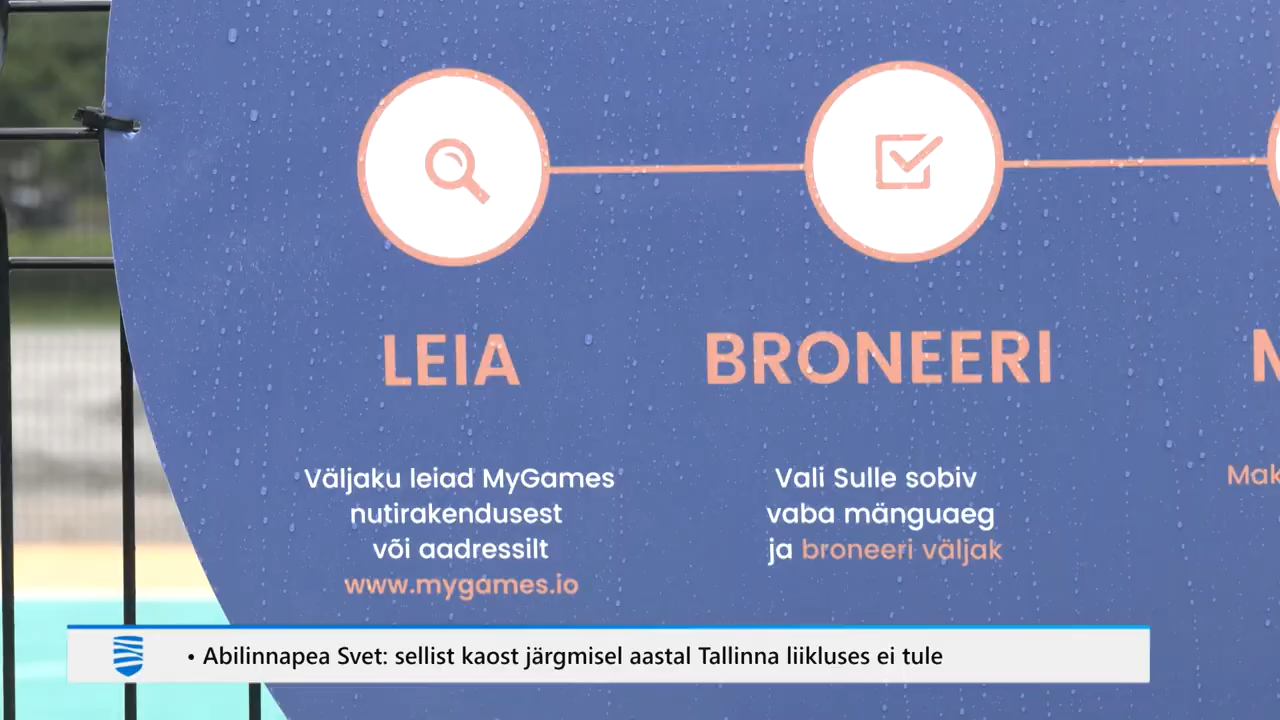 LEIA
Väljaku leiad MyGames
nutirakendusest
või aadressilt
www.mygames.io
BRONEERI
Vali Sulle sobiv
vaba mänguaeg
ja broneeri väljak
M
Mak
• Abilinnapea Svet: sellist kaost järgmisel aastal Tallinna liikluses ei tule